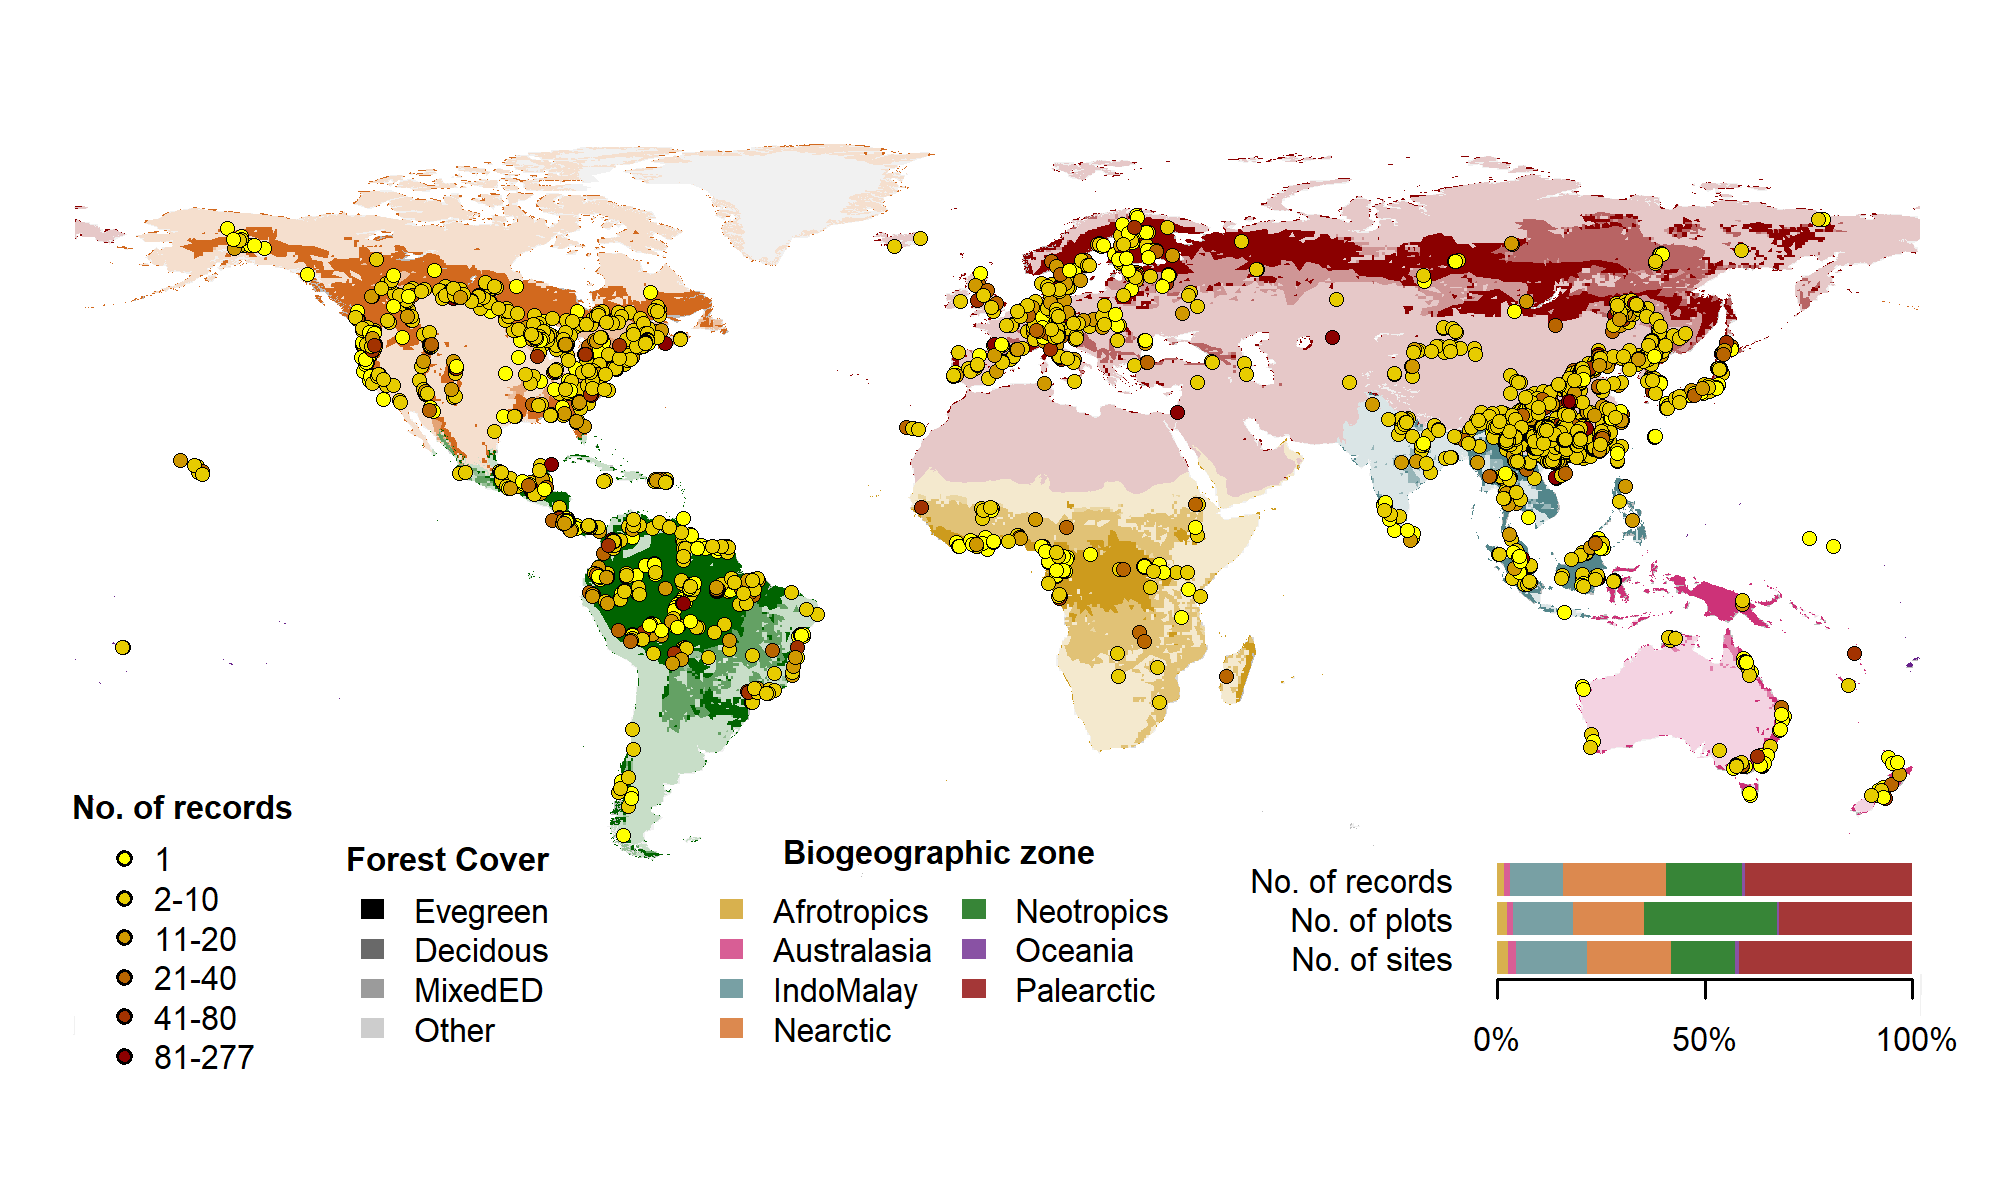 No. of records
1
2-10
11-20
21-40
41-80
81-277
Forest Cover
Evegreen
Decidous
MixedED
Other
Biogeographic zone
Afrotropics
Australasia
IndoMalay
Nearctic
Neotropics
Oceania
Palearctic
No. of records
No. of plots
No. of sites
0% 50% 100%